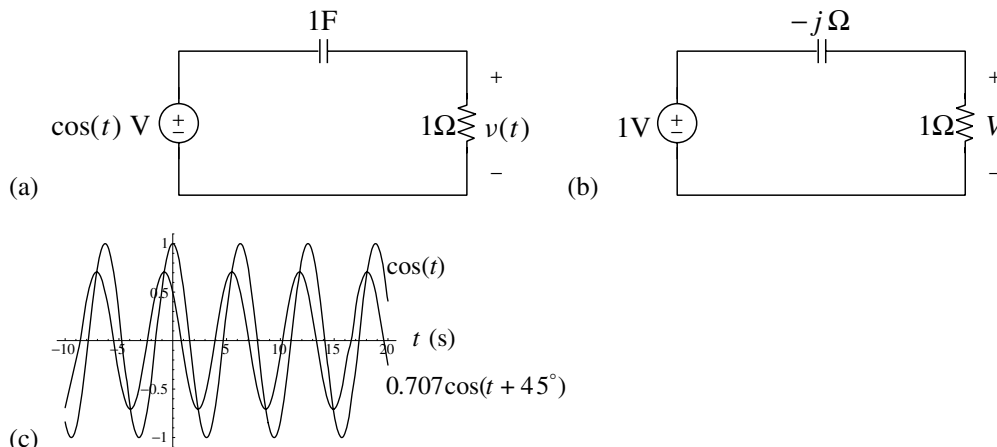 1F
−j Ω
+
+
cos(t) V
+
−
1Ω
v(t)
1V
+
−
1Ω
V
−
−
(a)
(b)
1
cos(t)
0.5
t (s)
−10
−5
5
10
15
20
−0.5
0.707cos(t + 45°)
−1
(c)